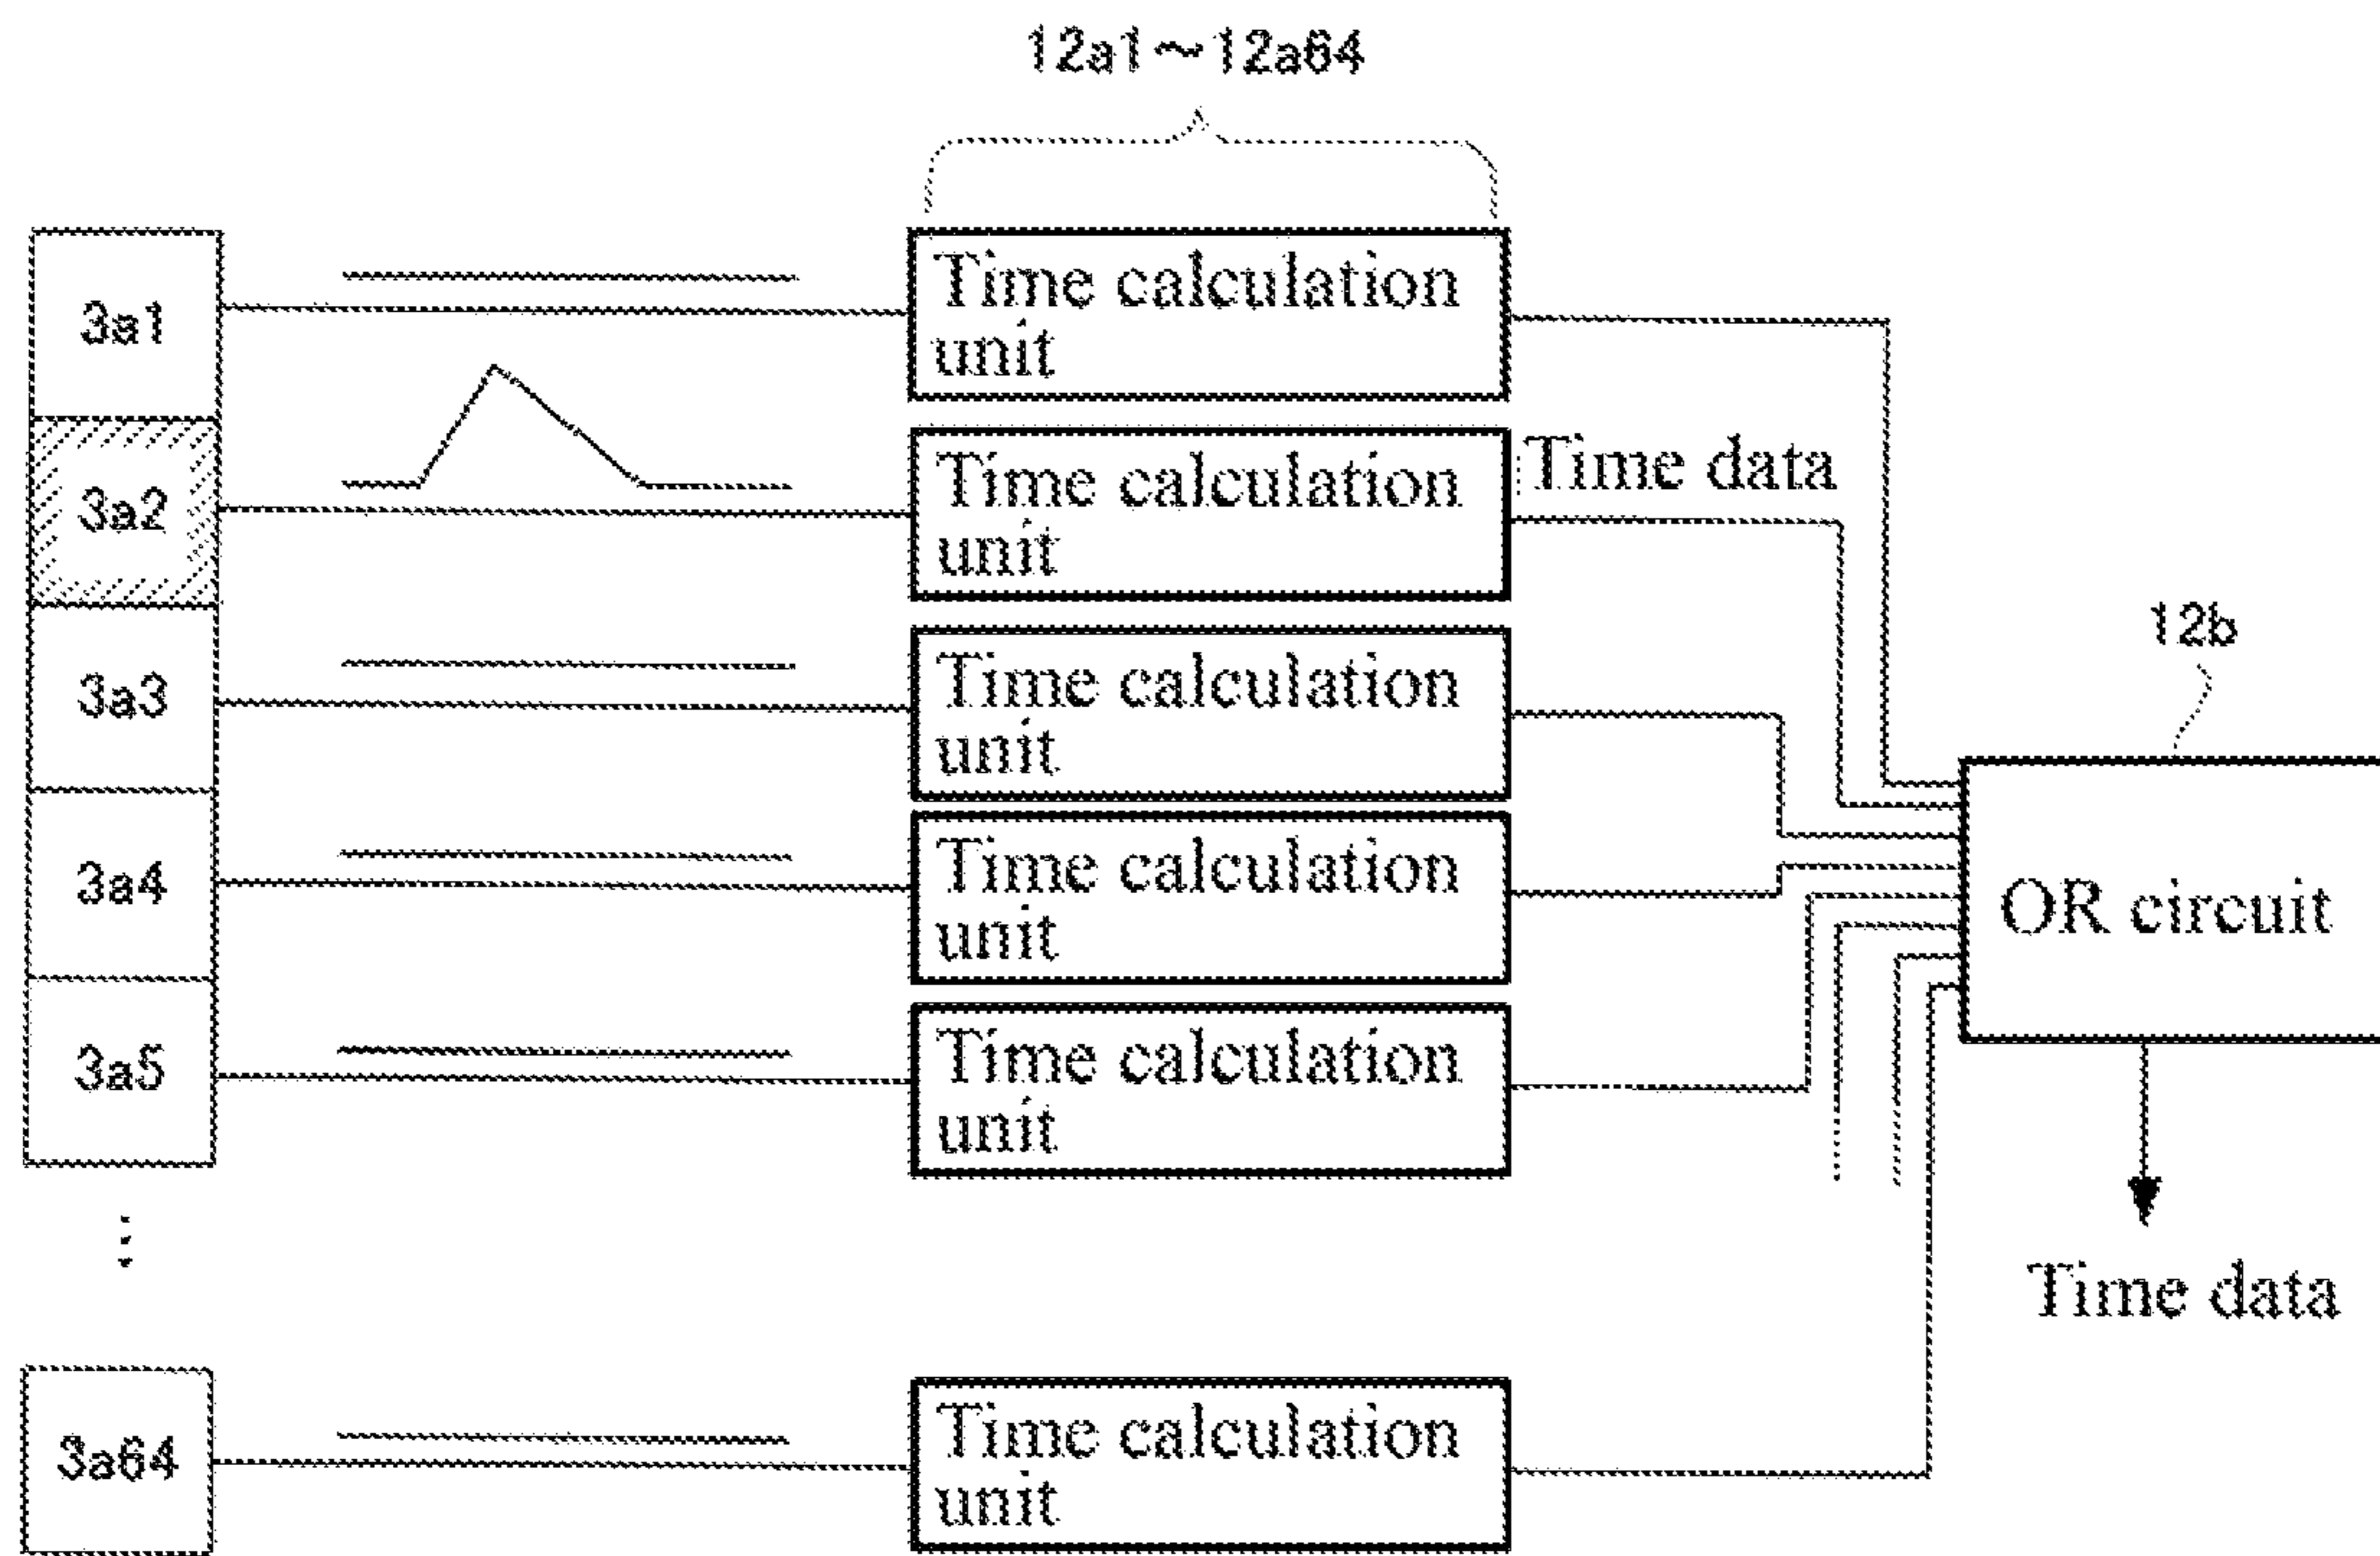 12a1～12a64
3a1
Time calculation
unit
3a2
Time calculation
unit
Time data
3a3
Time calculation
unit
12b
3a4
Time calculation
unit
OR circuit
3a5
Time calculation
unit
Time data
3a64
Time calculation
unit